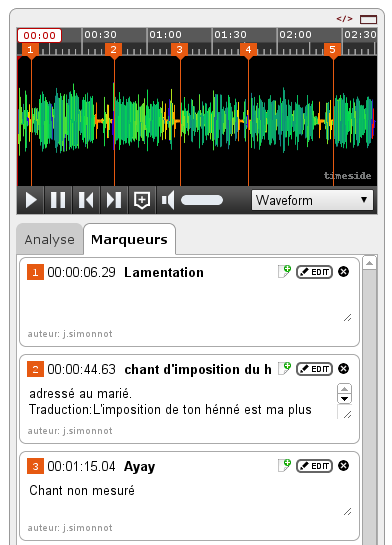 </>
00:00 00:30 01:00 01:30 02:00 02:30
1 2 3 4 5
timeside
Waveform
Analyse Marqueurs
1 00:00:06.29 Lamentation EDIT
auteur: j.simonnot
2 00:00:44.63 chant d'imposition du h EDIT
adressé au marié.
Traduction:L'imposition de ton hénné est ma plus
auteur: j.simonnot
3 00:01:15.04 Ayay EDIT
Chant non mesuré
auteur: j.simonnot